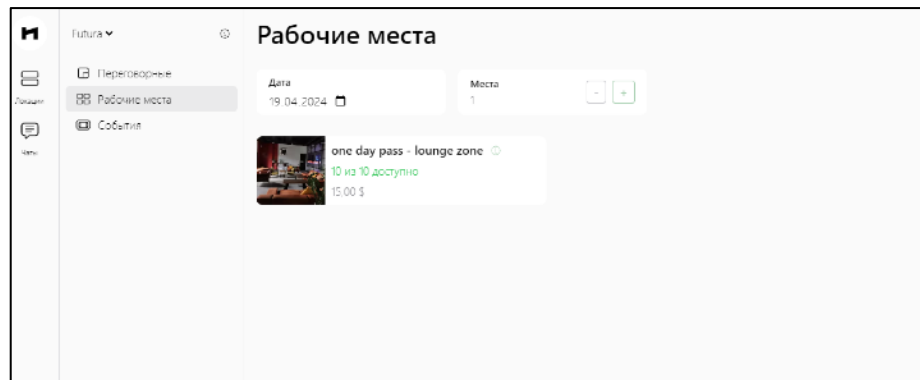 Локации
Чаты
Futura
Переговорные
Рабочие места
События
Рабочие места
Дата
19.04.2024
Места
1
- +
one day pass - lounge zone
10 из 10 доступно
15.00 $